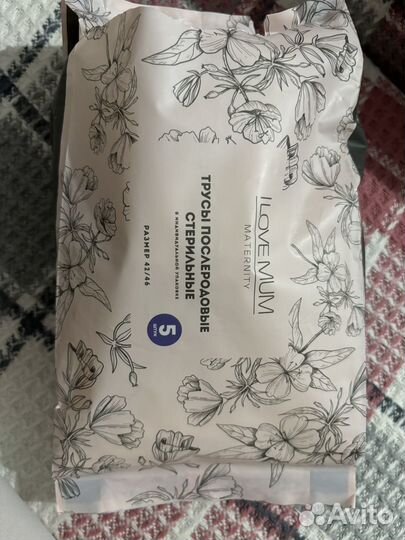 I LOVE MUM
MATERNITY
ТРУСЫ ПОСЛЕРОДОВЫЕ
СТЕРИЛЬНЫЕ
В ИНДИВИДУАЛЬНОЙ УПАКОВКЕ
РАЗМЕР 42/46
5
ШТУК
Avito